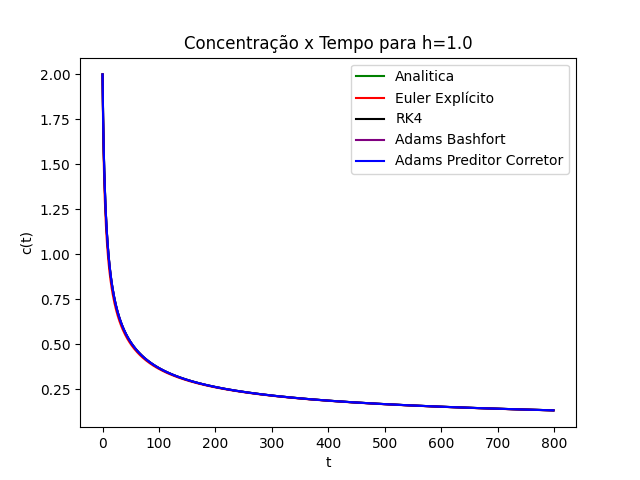 Concentração x Tempo para h=1.0
Analitica
Euler Explícito
RK4
Adams Bashfort
Adams Preditor Corretor
2.00
1.75
1.50
1.25
1.00
0.75
0.50
0.25
c(t)
0 100 200 300 400 500 600 700 800
t